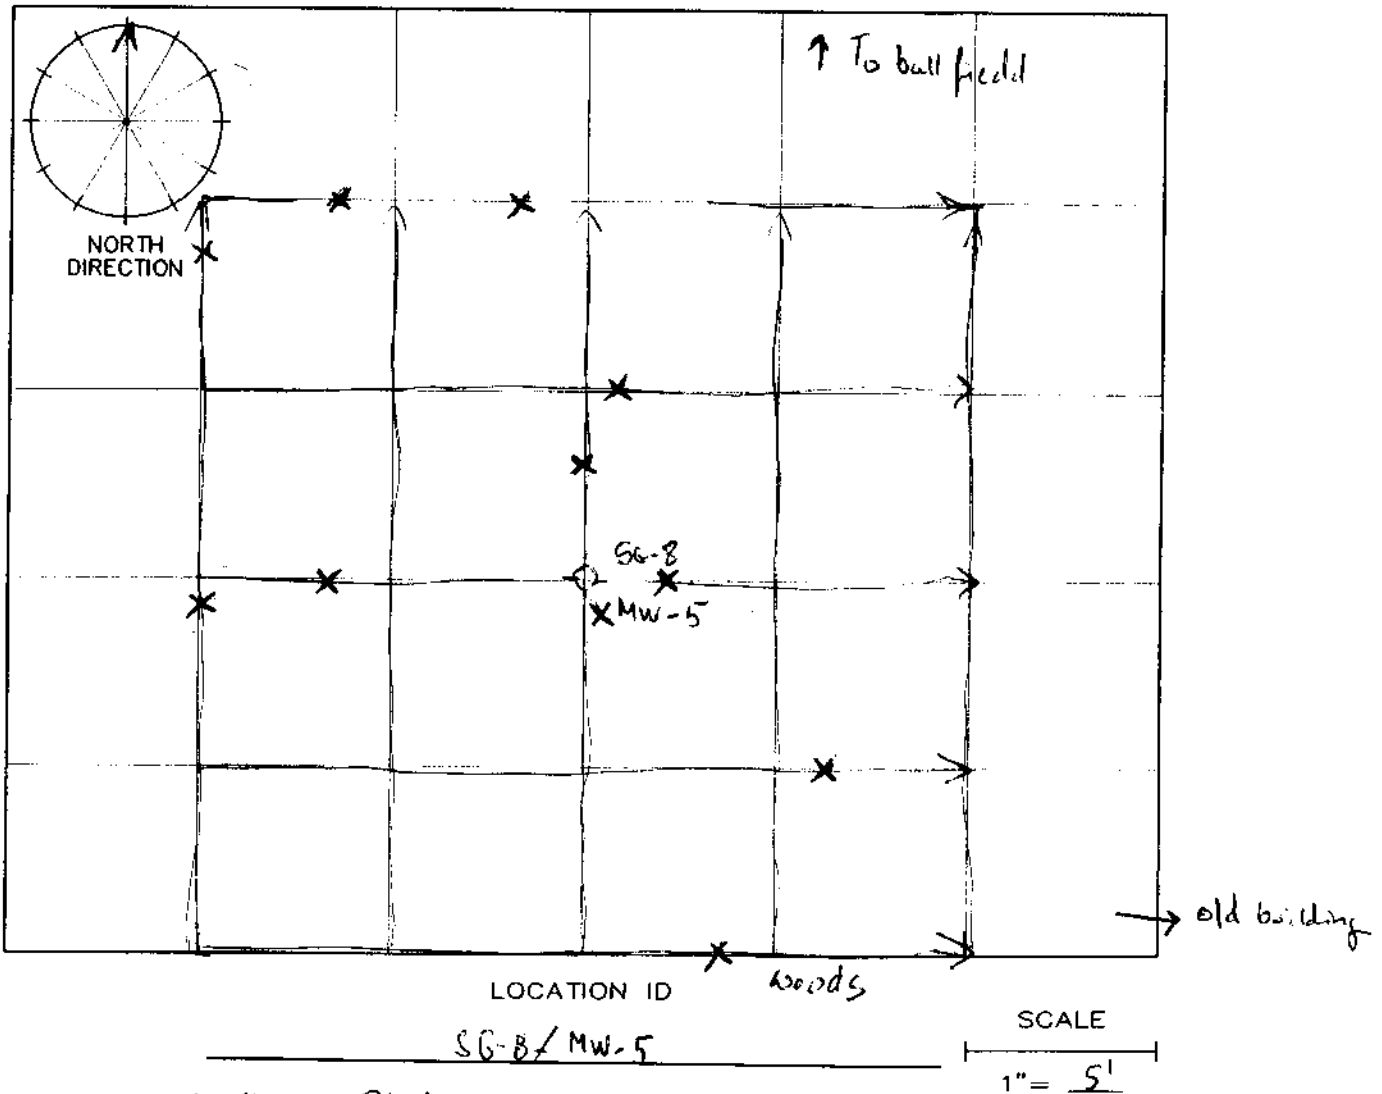 ↑ To ball field
NORTH
DIRECTION
SG-8
MW-5
→ old building
woods
LOCATION ID
SG-8/MW-5
SCALE
1"= 5'